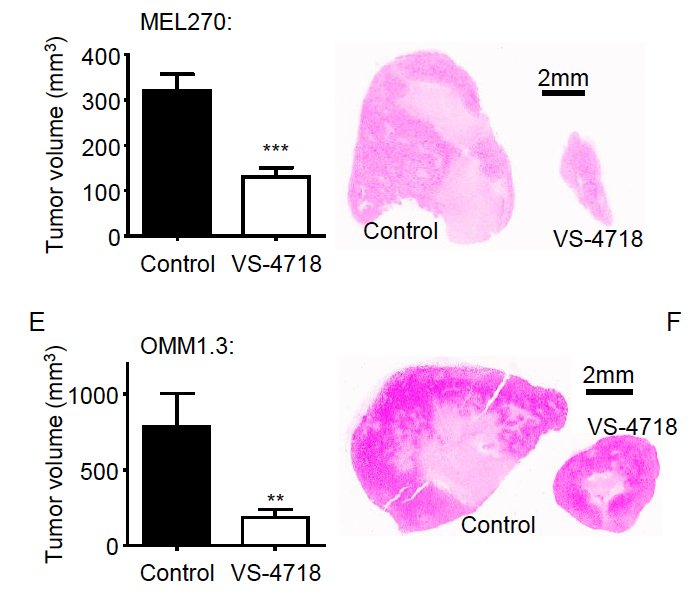 MEL270:
Tumor volume (mm³)
400
300
200
100
0
***
Control VS-4718
2mm
Control
VS-4718
E
F
OMM1.3:
Tumor volume (mm³)
1000
500
0
**
Control VS-4718
2mm
VS-4718
Control